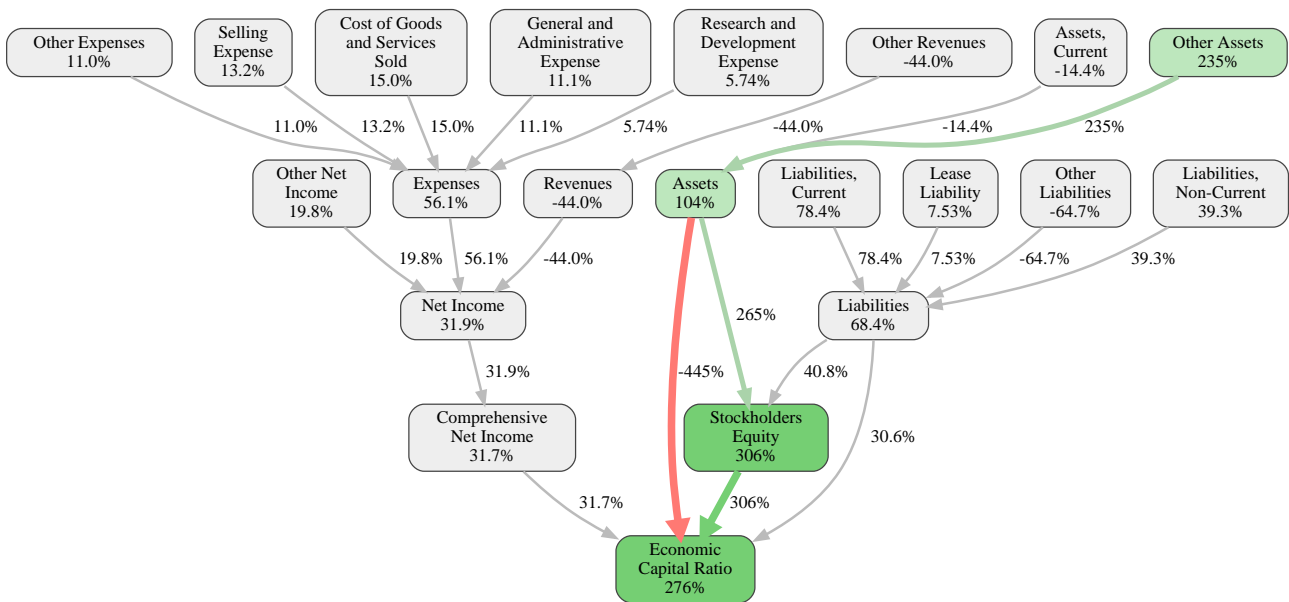 Other Expenses
11.0%
Selling
Expense
13.2%
Cost of Goods
and Services
Sold
15.0%
General and
Administrative
Expense
11.1%
Research and
Development
Expense
5.74%
Other Revenues
-44.0%
Assets,
Current
-14.4%
Other Assets
235%
11.0%
13.2%
15.0%
11.1%
5.74%
-44.0%
-14.4%
235%
Other Net
Income
19.8%
Expenses
56.1%
Revenues
-44.0%
Assets
104%
Liabilities,
Current
78.4%
Lease
Liability
7.53%
Other
Liabilities
-64.7%
Liabilities,
Non-Current
39.3%
19.8%
56.1%
-44.0%
78.4%
7.53%
-64.7%
39.3%
Net Income
31.9%
265%
Liabilities
68.4%
31.9%
-445%
40.8%
Comprehensive
Net Income
31.7%
Stockholders
Equity
306%
30.6%
31.7%
306%
Economic
Capital Ratio
276%